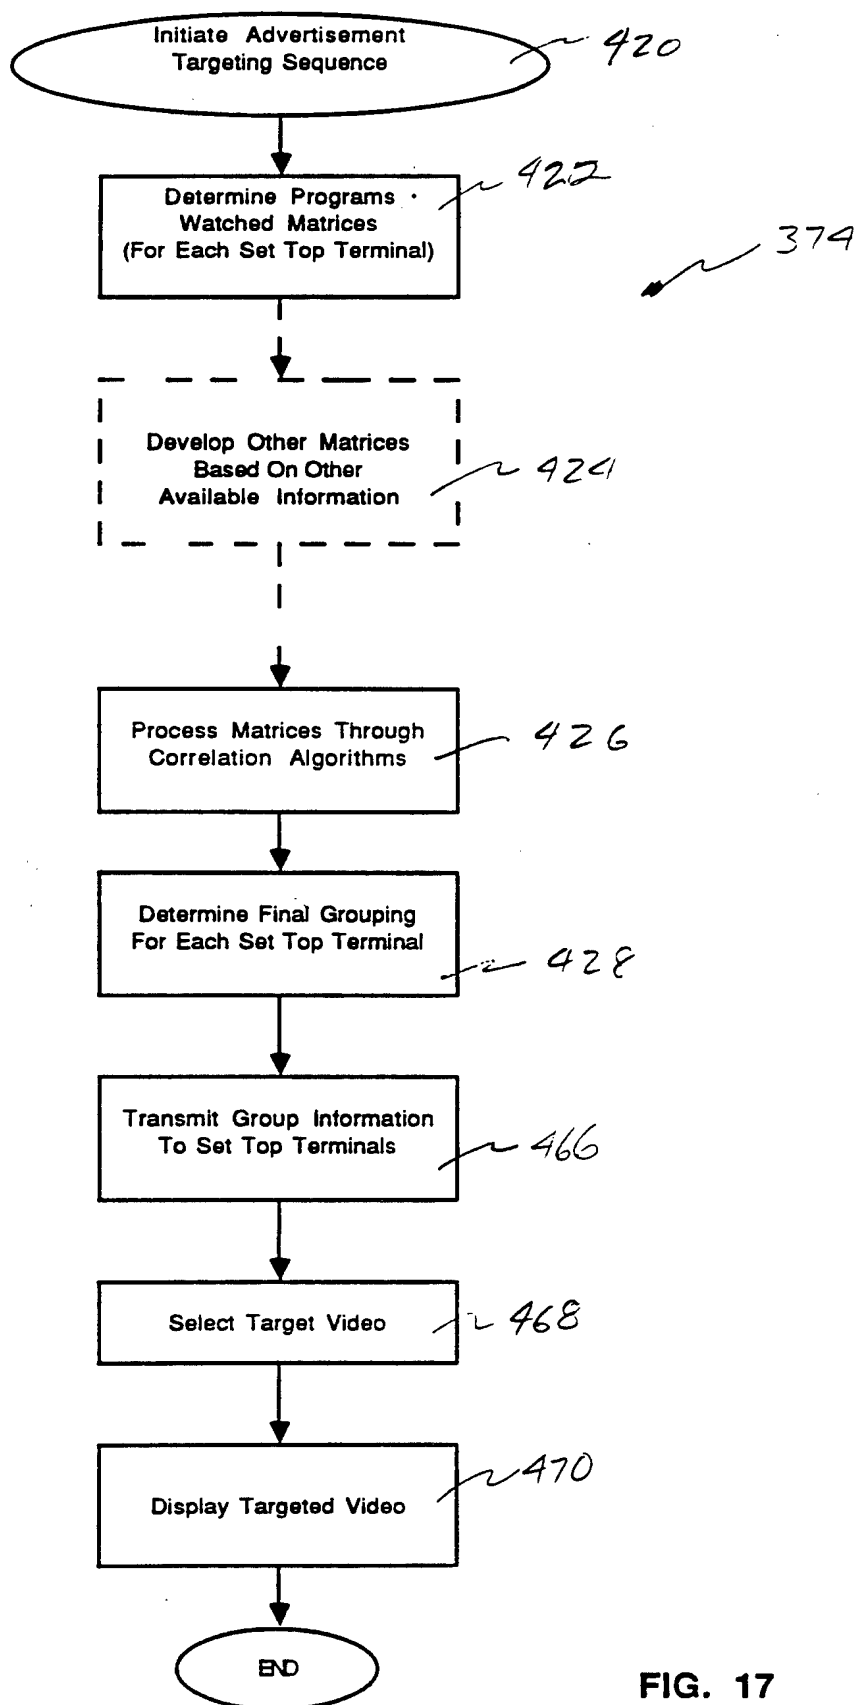 Initiate Advertisement
Targeting Sequence
420
Determine Programs
Watched Matrices
(For Each Set Top Terminal)
422
374
Develop Other Matrices
Based On Other
Available Information
424
Process Matrices Through
Correlation Algorithms
426
Determine Final Grouping
For Each Set Top Terminal
428
Transmit Group Information
To Set Top Terminals
466
Select Target Video
468
Display Targeted Video
470
END
FIG. 17